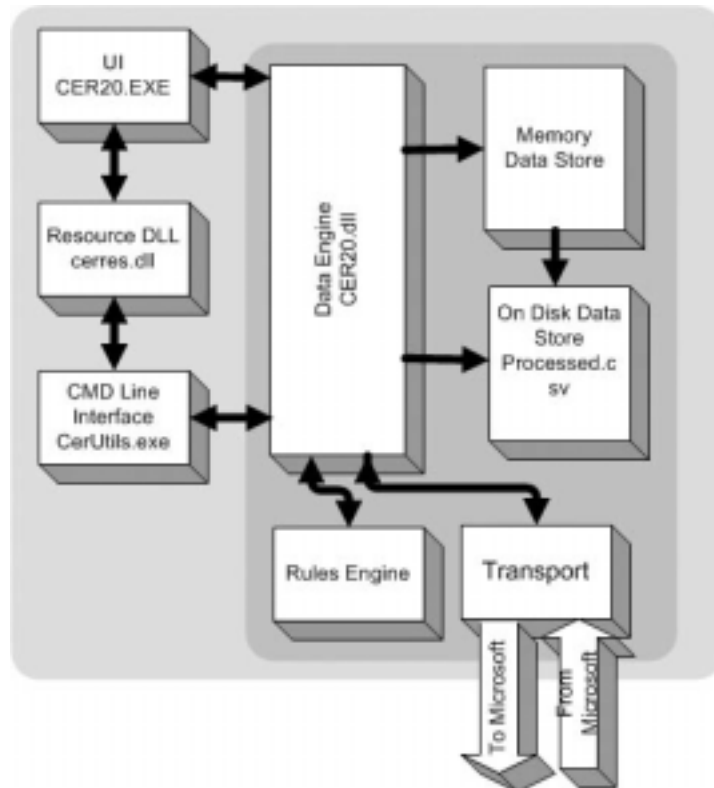 UI
CER20.EXE
Resource DLL
cerres.dll
CMD Line
Interface
CerUtils.exe
Data Engine
CER20.dll
Memory
Data Store
On Disk Data
Store
Processed.c
sv
Rules Engine
Transport
To Microsoft
From
Microsoft